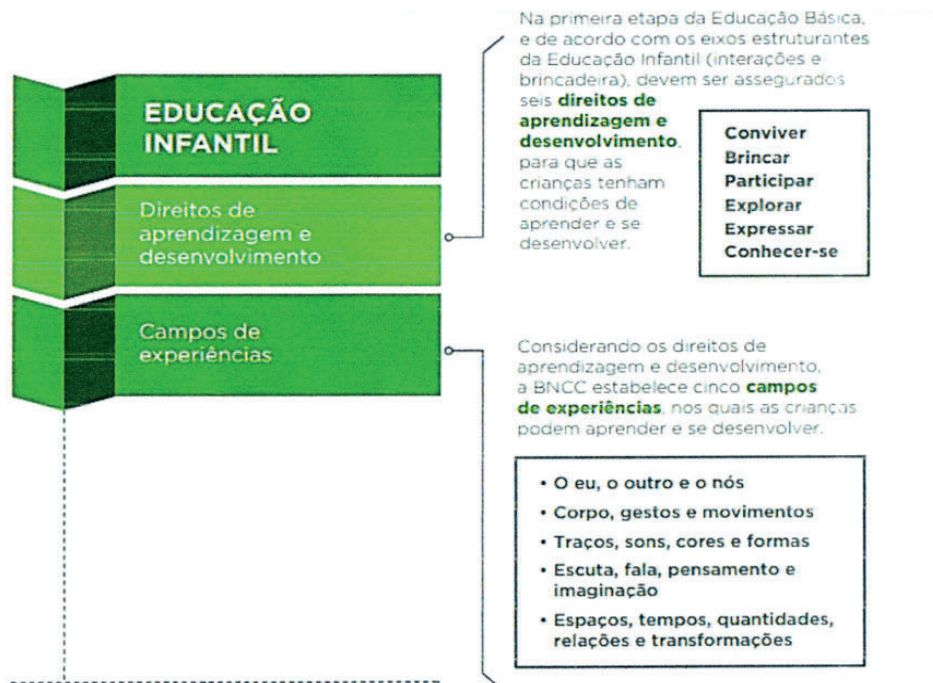 Na primeira etapa da Educação Básica,
e de acordo com os eixos estruturantes
da Educação Infantil (interações e
brincadeira), devem ser assegurados
seis direitos de
aprendizagem e
desenvolvimento,
para que as
crianças tenham
condições de
aprender e se
desenvolver.
Conviver
Brincar
Participar
Explorar
Expressar
Conhecer-se
EDUCAÇÃO
INFANTIL
Direitos de
aprendizagem e
desenvolvimento
Campos de
experiências
Considerando os direitos de
aprendizagem e desenvolvimento,
a BNCC estabelece cinco campos
de experiências, nos quais as crianças
podem aprender e se desenvolver.
• O eu, o outro e o nós
• Corpo, gestos e movimentos
• Traços, sons, cores e formas
• Escuta, fala, pensamento e
imaginação
• Espaços, tempos, quantidades,
relações e transformações